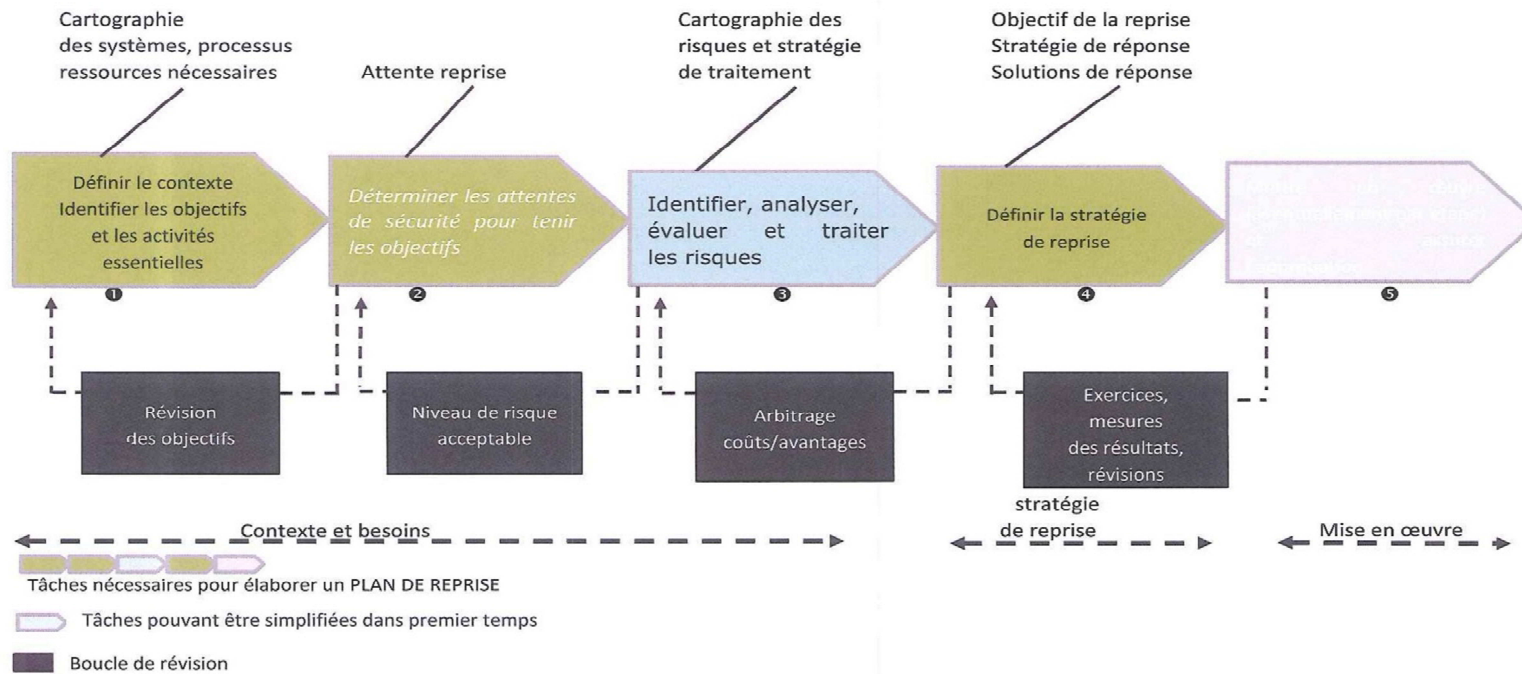 Cartographie
des systèmes, processus
ressources nécessaires
Attente reprise
Cartographie des
risques et stratégie
de traitement
Objectif de la reprise
Stratégie de réponse
Solutions de réponse
Définir le contexte
Identifier les objectifs
et les activités
essentielles
❶
Déterminer les attentes
de sécurité pour tenir
les objectifs
❷
Identifier, analyser,
évaluer et traiter
les risques
❸
Définir la stratégie
de reprise
❹
❺
Révision
des objectifs
Niveau de risque
acceptable
Arbitrage
coûts/avantages
Exercices,
mesures
des résultats,
révisions
Contexte et besoins
stratégie
de reprise
Mise en œuvre
Tâches nécessaires pour élaborer un PLAN DE REPRISE
Tâches pouvant être simplifiées dans premier temps
Boucle de révision